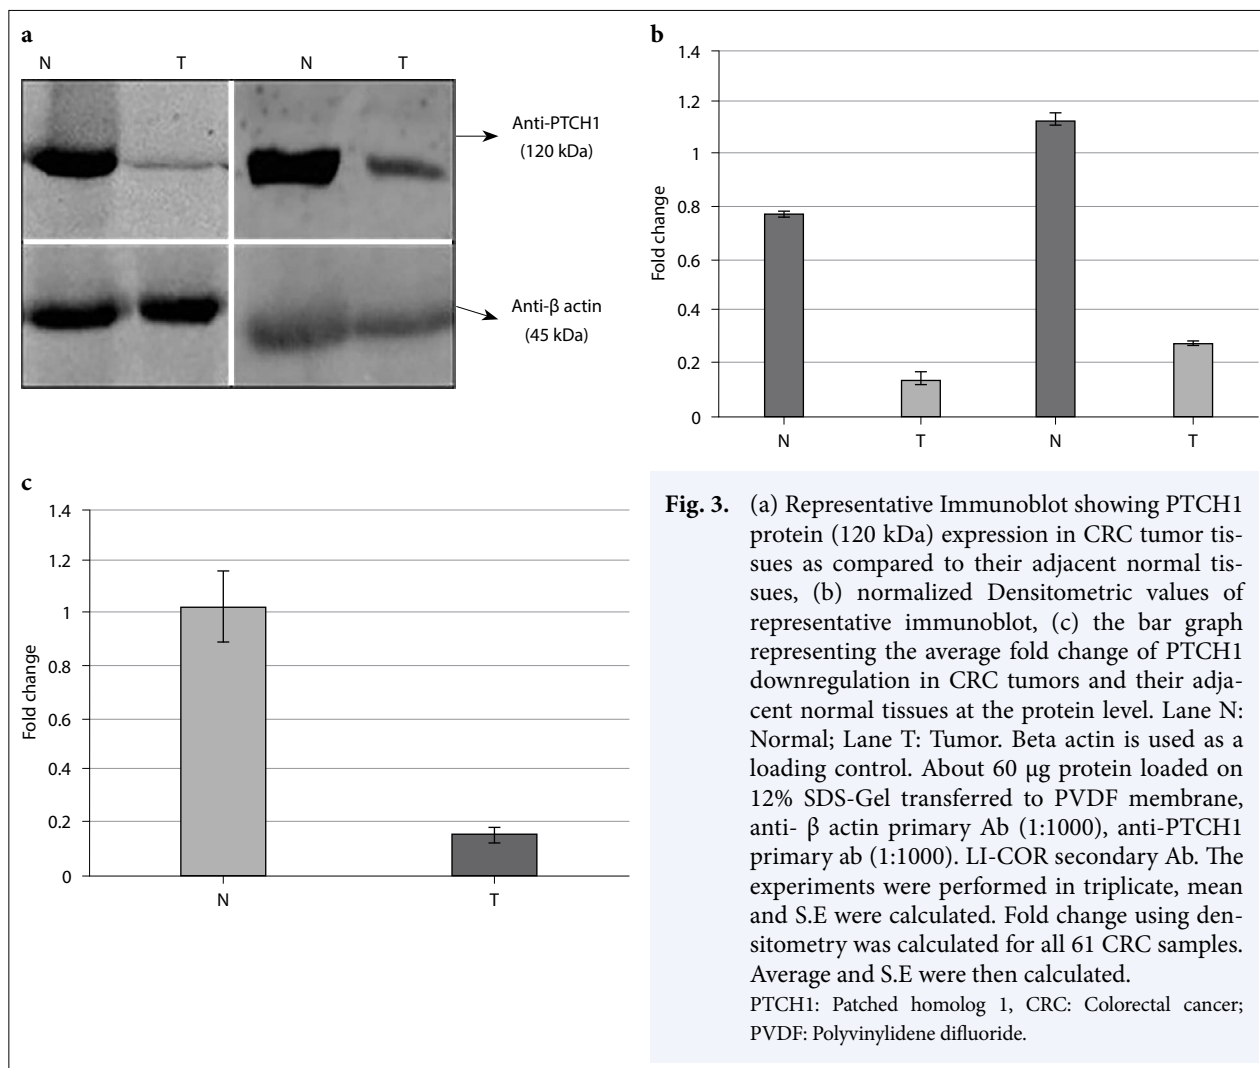 a
N T N T
Anti-PTCH1
(120 kDa)
Anti-β actin
(45 kDa)
b
1.4
1.2
1
0.8
0.6
0.4
0.2
0
Fold change
N T N T
c
1.4
1.2
1
0.8
0.6
0.4
0.2
0
Fold change
N T
Fig. 3. (a) Representative Immunoblot showing PTCH1
protein (120 kDa) expression in CRC tumor tis-
sues as compared to their adjacent normal tis-
sues, (b) normalized Densitometric values of
representative immunoblot, (c) the bar graph
representing the average fold change of PTCH1
downregulation in CRC tumors and their adja-
cent normal tissues at the protein level. Lane N:
Normal; Lane T: Tumor. Beta actin is used as a
loading control. About 60 μg protein loaded on
12% SDS-Gel transferred to PVDF membrane,
anti- β actin primary Ab (1:1000), anti-PTCH1
primary ab (1:1000). LI-COR secondary Ab. The
experiments were performed in triplicate, mean
and S.E were calculated. Fold change using den-
sitometry was calculated for all 61 CRC samples.
Average and S.E were then calculated.
PTCH1: Patched homolog 1, CRC: Colorectal cancer;
PVDF: Polyvinylidene difluoride.